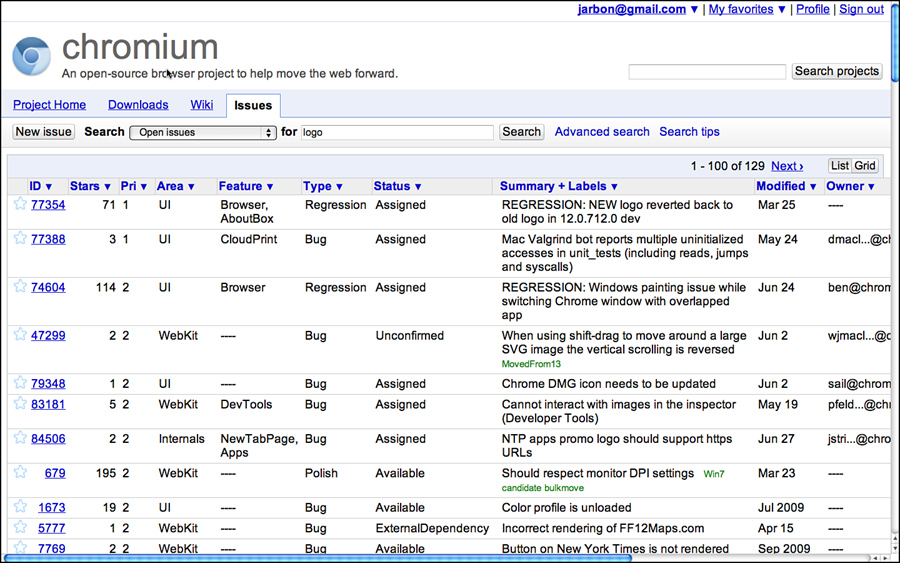 jarbon@gmail.com ▼ | My favorites ▼ | Profile | Sign out
chromium
An open-source browser project to help move the web forward.
Search projects
Project Home Downloads Wiki Issues
New issue Search Open issues for logo Search Advanced search Search tips
1 - 100 of 129 Next › List Grid
ID ▼ Stars ▼ Pri ▼ Area ▼ Feature ▼ Type ▼ Status ▼ Summary + Labels ▼ Modified ▼ Owner ▼
77354 71 1 UI Browser, AboutBox Regression Assigned REGRESSION: NEW logo reverted back to
old logo in 12.0.712.0 dev Mar 25 ----
77388 3 1 UI CloudPrint Bug Assigned Mac Valgrind bot reports multiple uninitialized
accesses in unit_tests (including reads, jumps
and syscalls) May 24 dmacl...@c
74604 114 2 UI Browser Regression Assigned REGRESSION: Windows painting issue while
switching Chrome window with overlapped
app Jun 24 ben@chrom
47299 2 2 WebKit ---- Bug Unconfirmed When using shift-drag to move around a large
SVG image the vertical scrolling is reversed
MovedFrom13 Jun 2 wjmacl...@c
79348 1 2 UI ---- Bug Assigned Chrome DMG icon needs to be updated Jun 2 sail@chrom
83181 5 2 WebKit DevTools Bug Assigned Cannot interact with images in the inspector
(Developer Tools) May 19 pfeld...@chr
84506 2 2 Internals NewTabPage, Apps Bug Assigned NTP apps promo logo should support https
URLs Jun 27 jstri...@chro
679 195 2 WebKit ---- Polish Available Should respect monitor DPI settings Win7
candidate bulkmove Mar 23 ----
1673 19 2 UI ---- Bug Available Color profile is unloaded Jul 2009 ----
5777 1 2 WebKit ---- Bug ExternalDependency Incorrect rendering of FF12Maps.com Apr 15 ----
7769 2 2 WebKit ---- Bug Available Button on New York Times is not rendered Sep 2009 ----